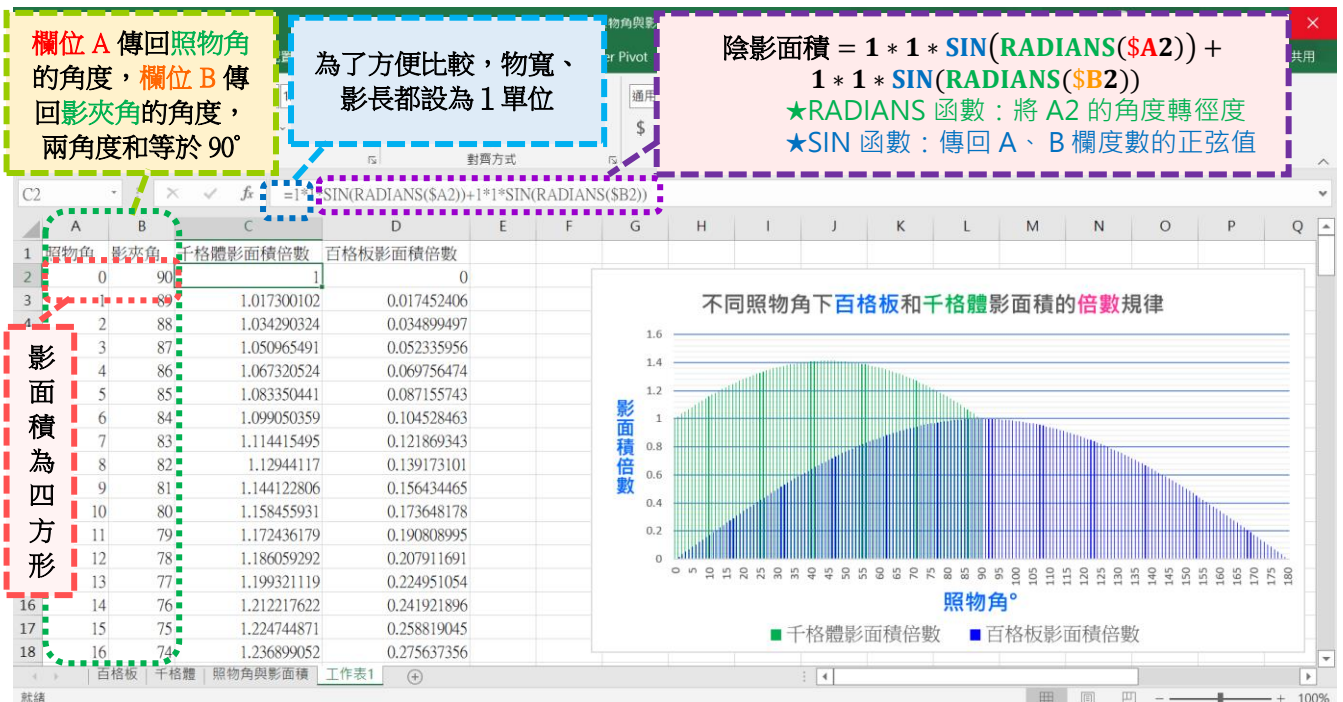 欄位 A 傳回照物角
的角度，欄位 B 傳
回影夾角的角度，
兩角度和等於 90°
為了方便比較，物寬、
影長都設為１單位
陰影面積 = 1 * 1 * SIN(RADIANS($A2)) +
1 * 1 * SIN(RADIANS($B2))
★RADIANS 函數：將 A2 的角度轉徑度
★SIN 函數：傳回 A、B 欄度數的正弦值
物角與影
er Pivot
共用
通用
$
對齊方式
C2
fx
=1*1*SIN(RADIANS($A2))+1*1*SIN(RADIANS($B2))
A B C D E F G H I J K L M N O P Q
1 照物角 影夾角 千格體影面積倍數 百格板影面積倍數
2 0 90 1 0
3 1 89 1.017300102 0.017452406
4 2 88 1.034290324 0.034899497
3 87 1.050965491 0.052335956
4 86 1.067320524 0.069756474
5 85 1.083350441 0.087155743
6 84 1.099050359 0.104528463
7 83 1.114415495 0.121869343
8 82 1.12944117 0.139173101
9 81 1.144122806 0.156434465
10 80 1.158455931 0.173648178
11 79 1.172436179 0.190808995
12 78 1.186059292 0.207911691
13 77 1.199321119 0.224951054
16 14 76 1.212217622 0.241921896
17 15 75 1.224744871 0.258819045
18 16 74 1.236899052 0.275637356
影面積為四方形
不同照物角下百格板和千格體影面積的倍數規律
影面積倍數
1.6
1.4
1.2
1
0.8
0.6
0.4
0.2
0
0 5 10 15 20 25 30 35 40 45 50 55 60 65 70 75 80 85 90 95 100 105 110 115 120 125 130 135 140 145 150 155 160 165 170 175 180
照物角°
千格體影面積倍數 百格板影面積倍數
百格板 千格體 照物角與影面積 工作表1
就緒
100%